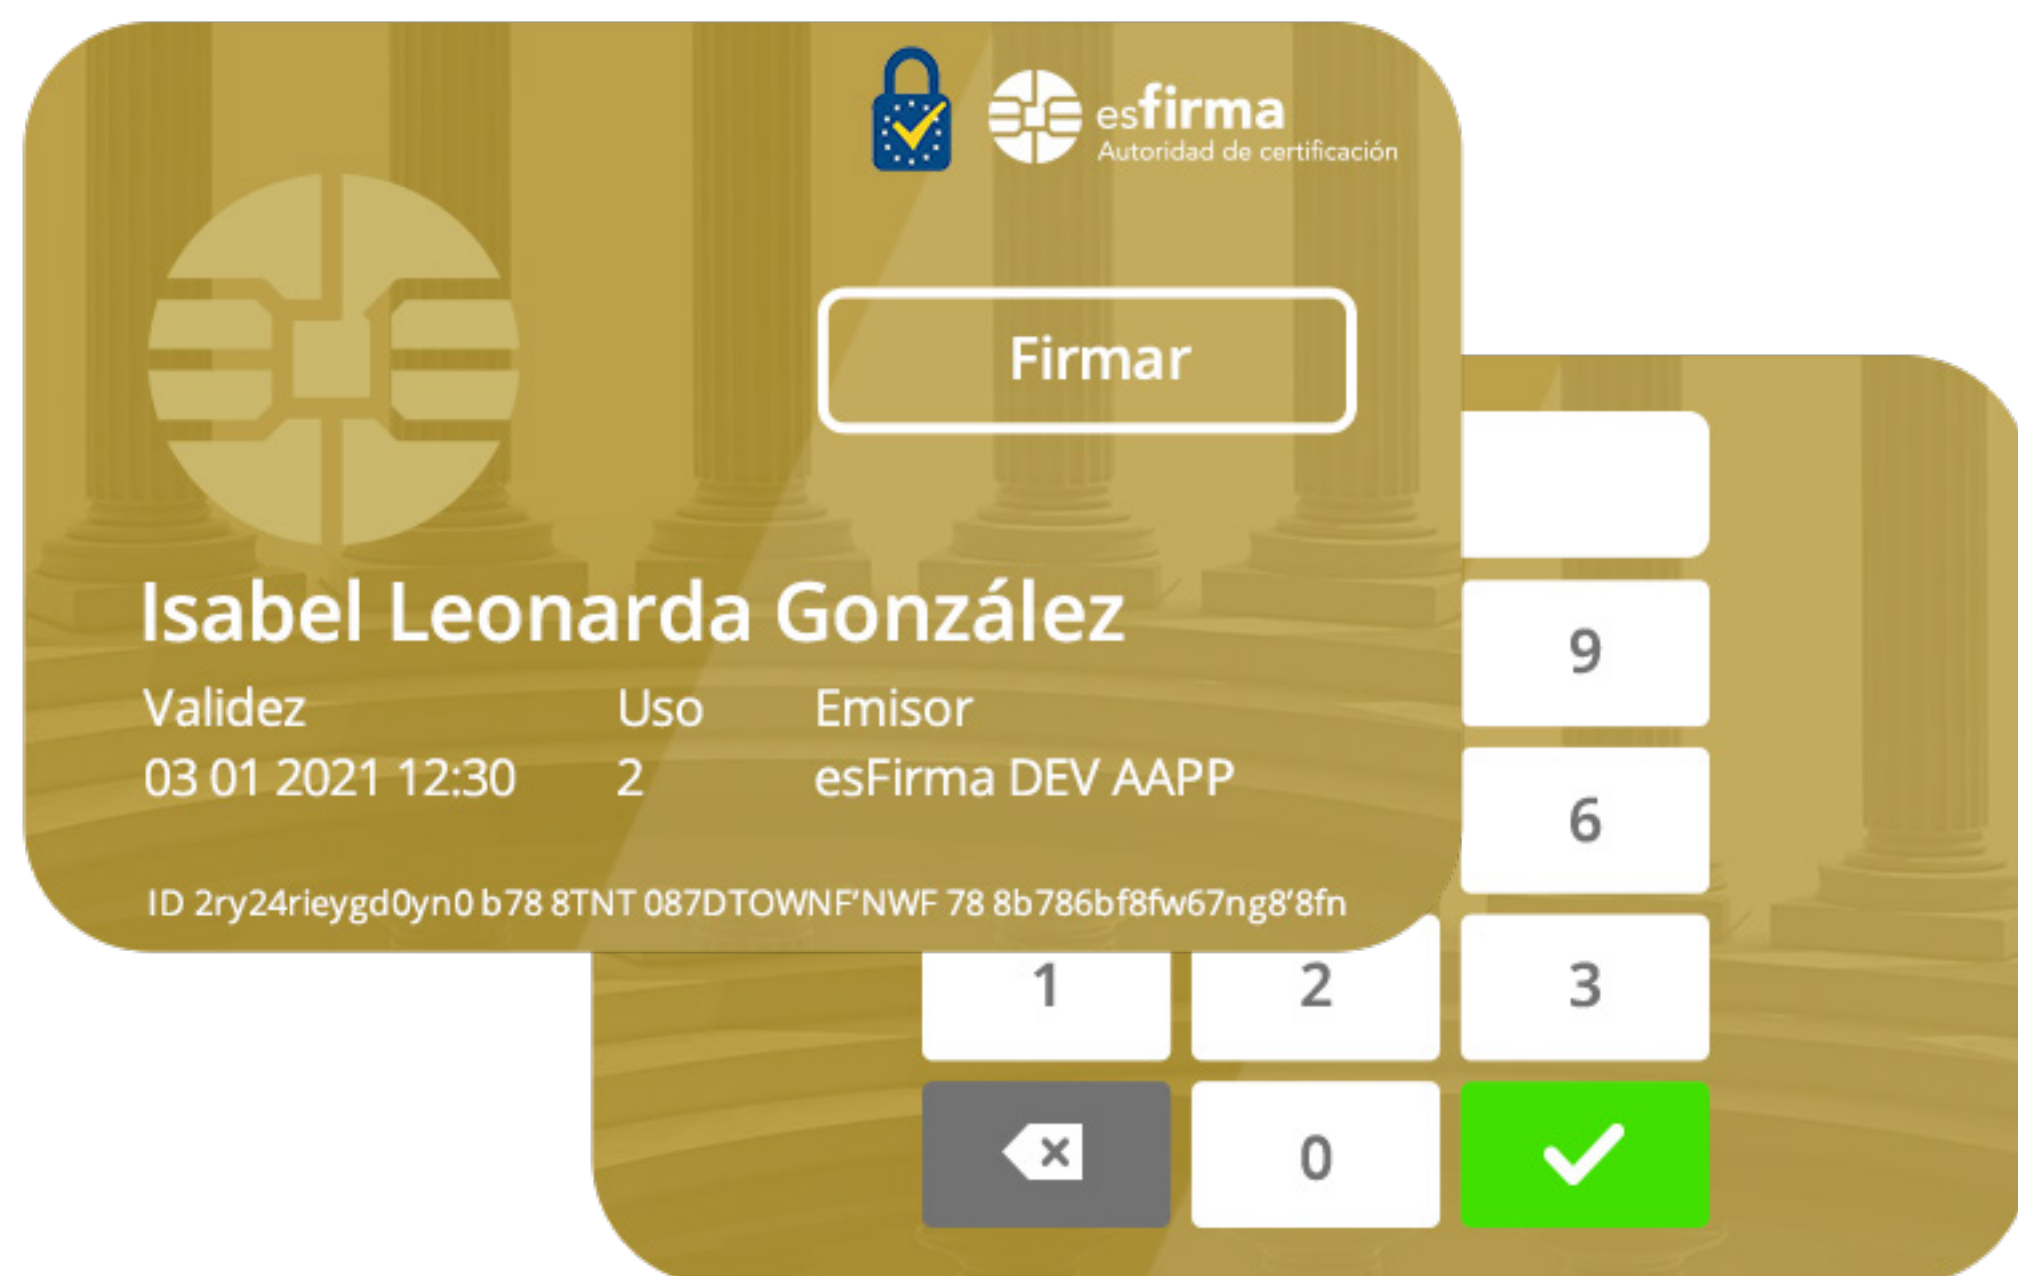 esfirma
Autoridad de certificación
Firmar
Isabel Leonarda González
Validez Uso Emisor
03 01 2021 12:30 2 esFirma DEV AAPP
ID 2ry24rieygd0yn0 b78 8TNT 087DTOWNF’NWF 78 8b786bf8fw67ng8’8fn
9
6
1 2 3
0